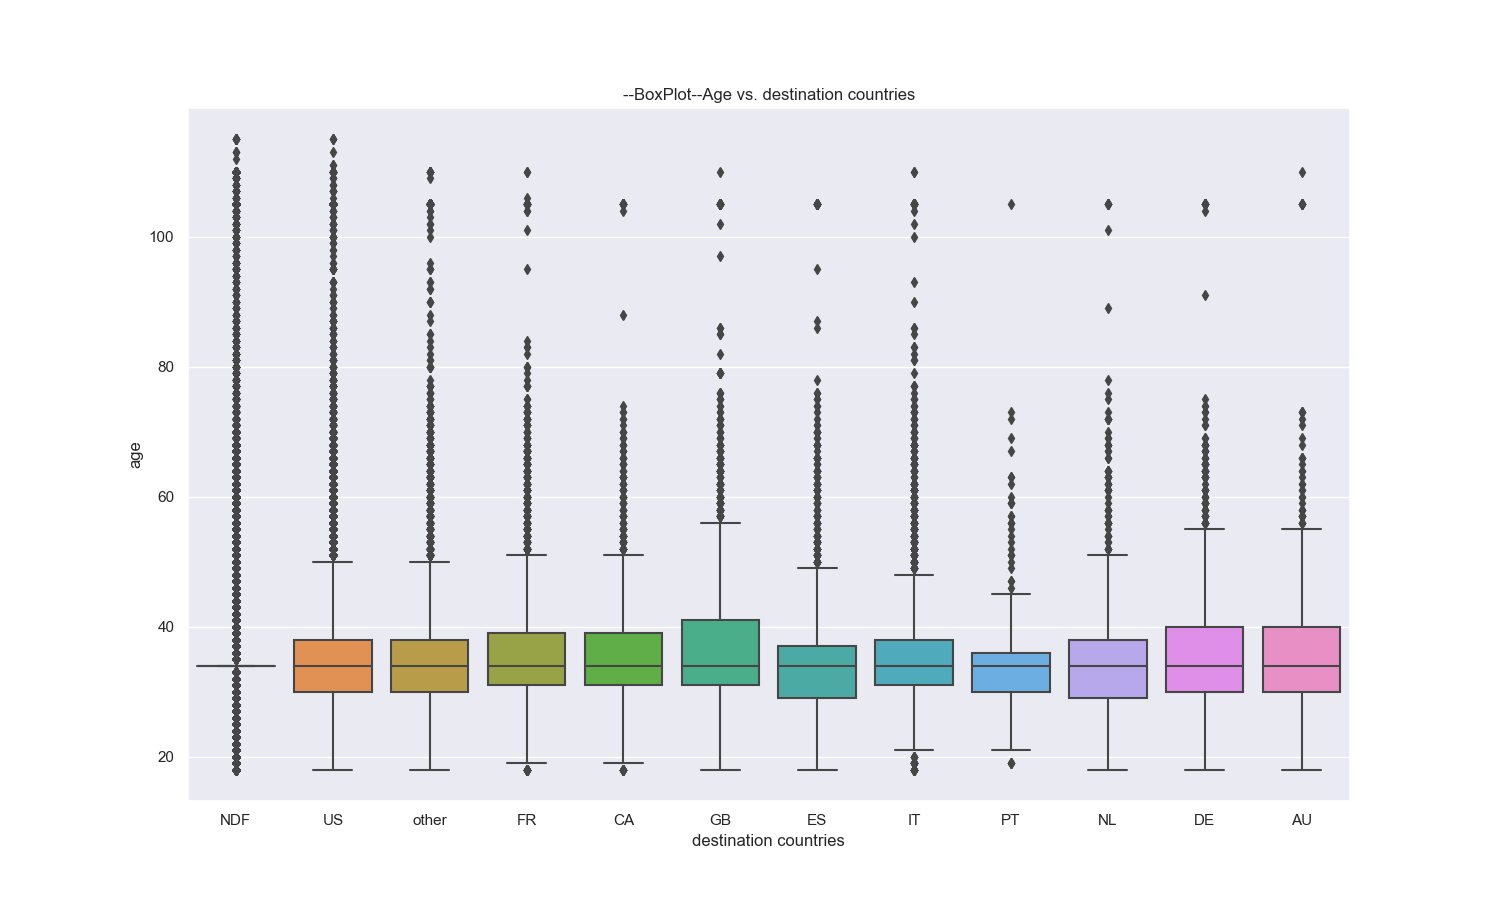 --BoxPlot--Age vs. destination countries
100
80
60
40
20
age
NDF US other FR CA GB ES IT PT NL DE AU
destination countries